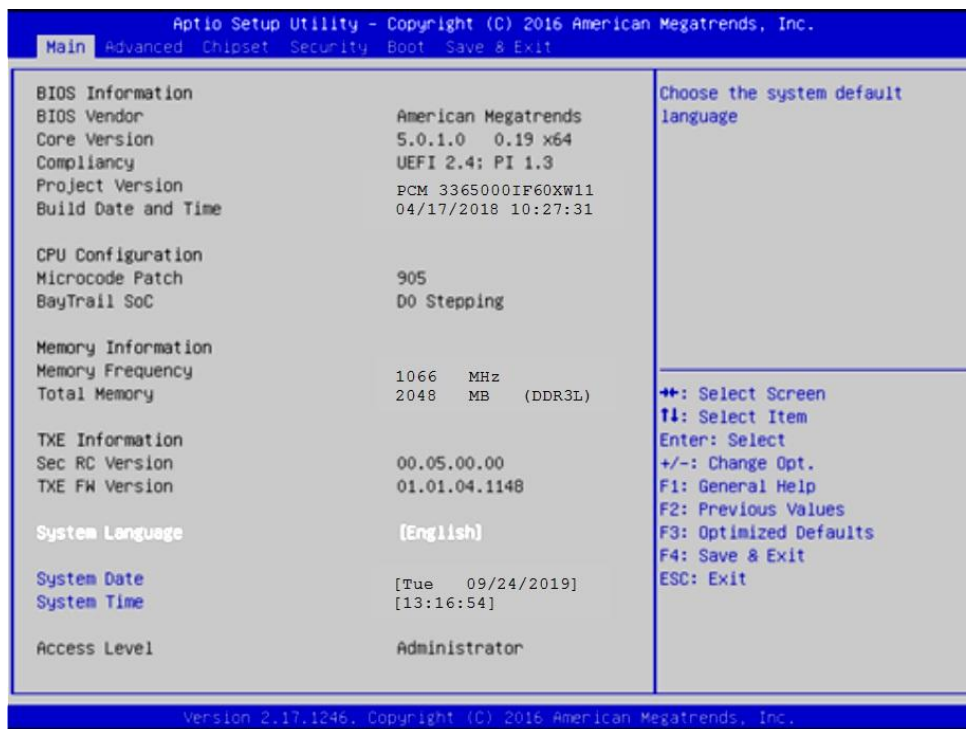 Aptio Setup Utility - Copyright (C) 2016 American Megatrends, Inc.
Main Advanced Chipset Security Boot Save & Exit
BIOS Information
BIOS Vendor American Megatrends
Core Version 5.0.1.0 0.19 x64
Compliancy UEFI 2.4; PI 1.3
Project Version PCM 3365000IF60XW11
Build Date and Time 04/17/2018 10:27:31
CPU Configuration
Microcode Patch 905
BayTrail SoC D0 Stepping
Memory Information
Memory Frequency 1066 MHz
Total Memory 2048 MB (DDR3L)
TXE Information
Sec RC Version 00.05.00.00
TXE FW Version 01.01.04.1148
System Language [English]
System Date [Tue 09/24/2019]
System Time [13:16:54]
Access Level Administrator
Choose the system default
language
→←: Select Screen
↑↓: Select Item
Enter: Select
+/-: Change Opt.
F1: General Help
F2: Previous Values
F3: Optimized Defaults
F4: Save & Exit
ESC: Exit
Version 2.17.1246. Copyright (C) 2016 American Megatrends, Inc.